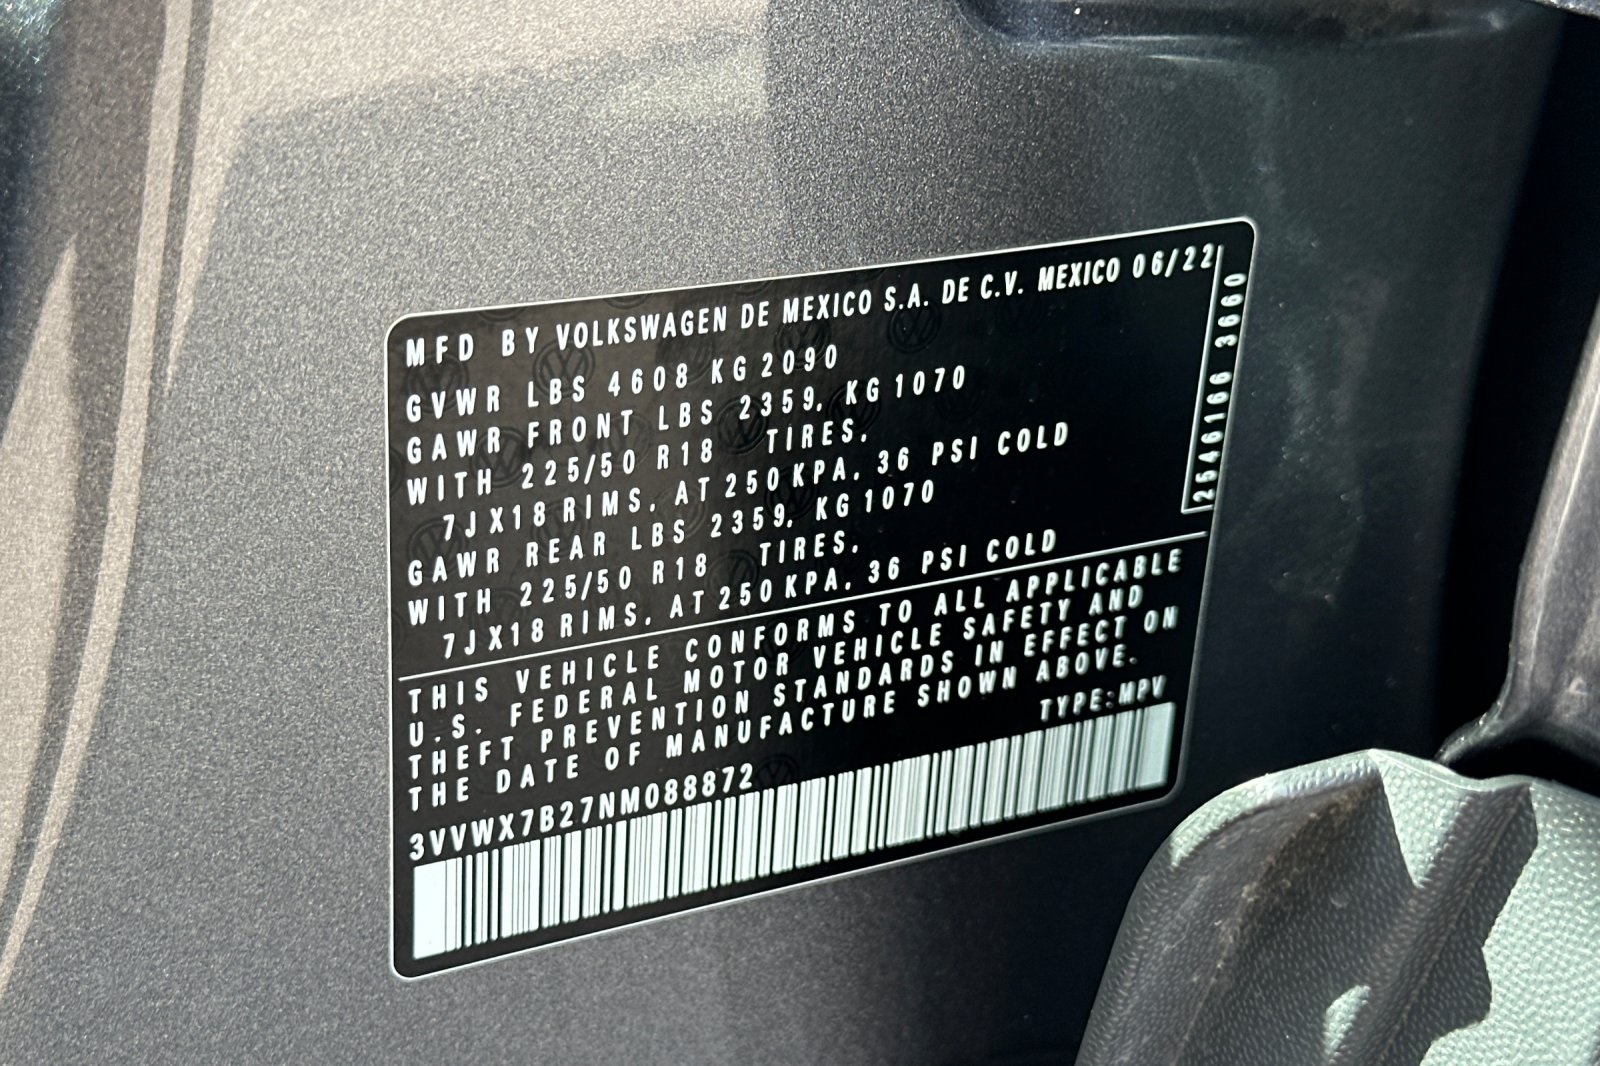 MFD BY VOLKSWAGEN DE MEXICO S.A. DE C.V. MEXICO 06/22
GVWR LBS 4608 KG 2090
GAWR FRONT LBS 2359, KG 1070
WITH 225/50 R18 TIRES,
7JX18 RIMS, AT 250 KPA, 36 PSI COLD
GAWR REAR LBS 2359, KG 1070
WITH 225/50 R18 TIRES,
7JX18 RIMS, AT 250 KPA, 36 PSI COLD
2546166 3660
THIS VEHICLE CONFORMS TO ALL APPLICABLE
U.S. FEDERAL MOTOR VEHICLE SAFETY AND
THEFT PREVENTION STANDARDS IN EFFECT ON
THE DATE OF MANUFACTURE SHOWN ABOVE.
TYPE:MPV
3VVWX7B27NM088872